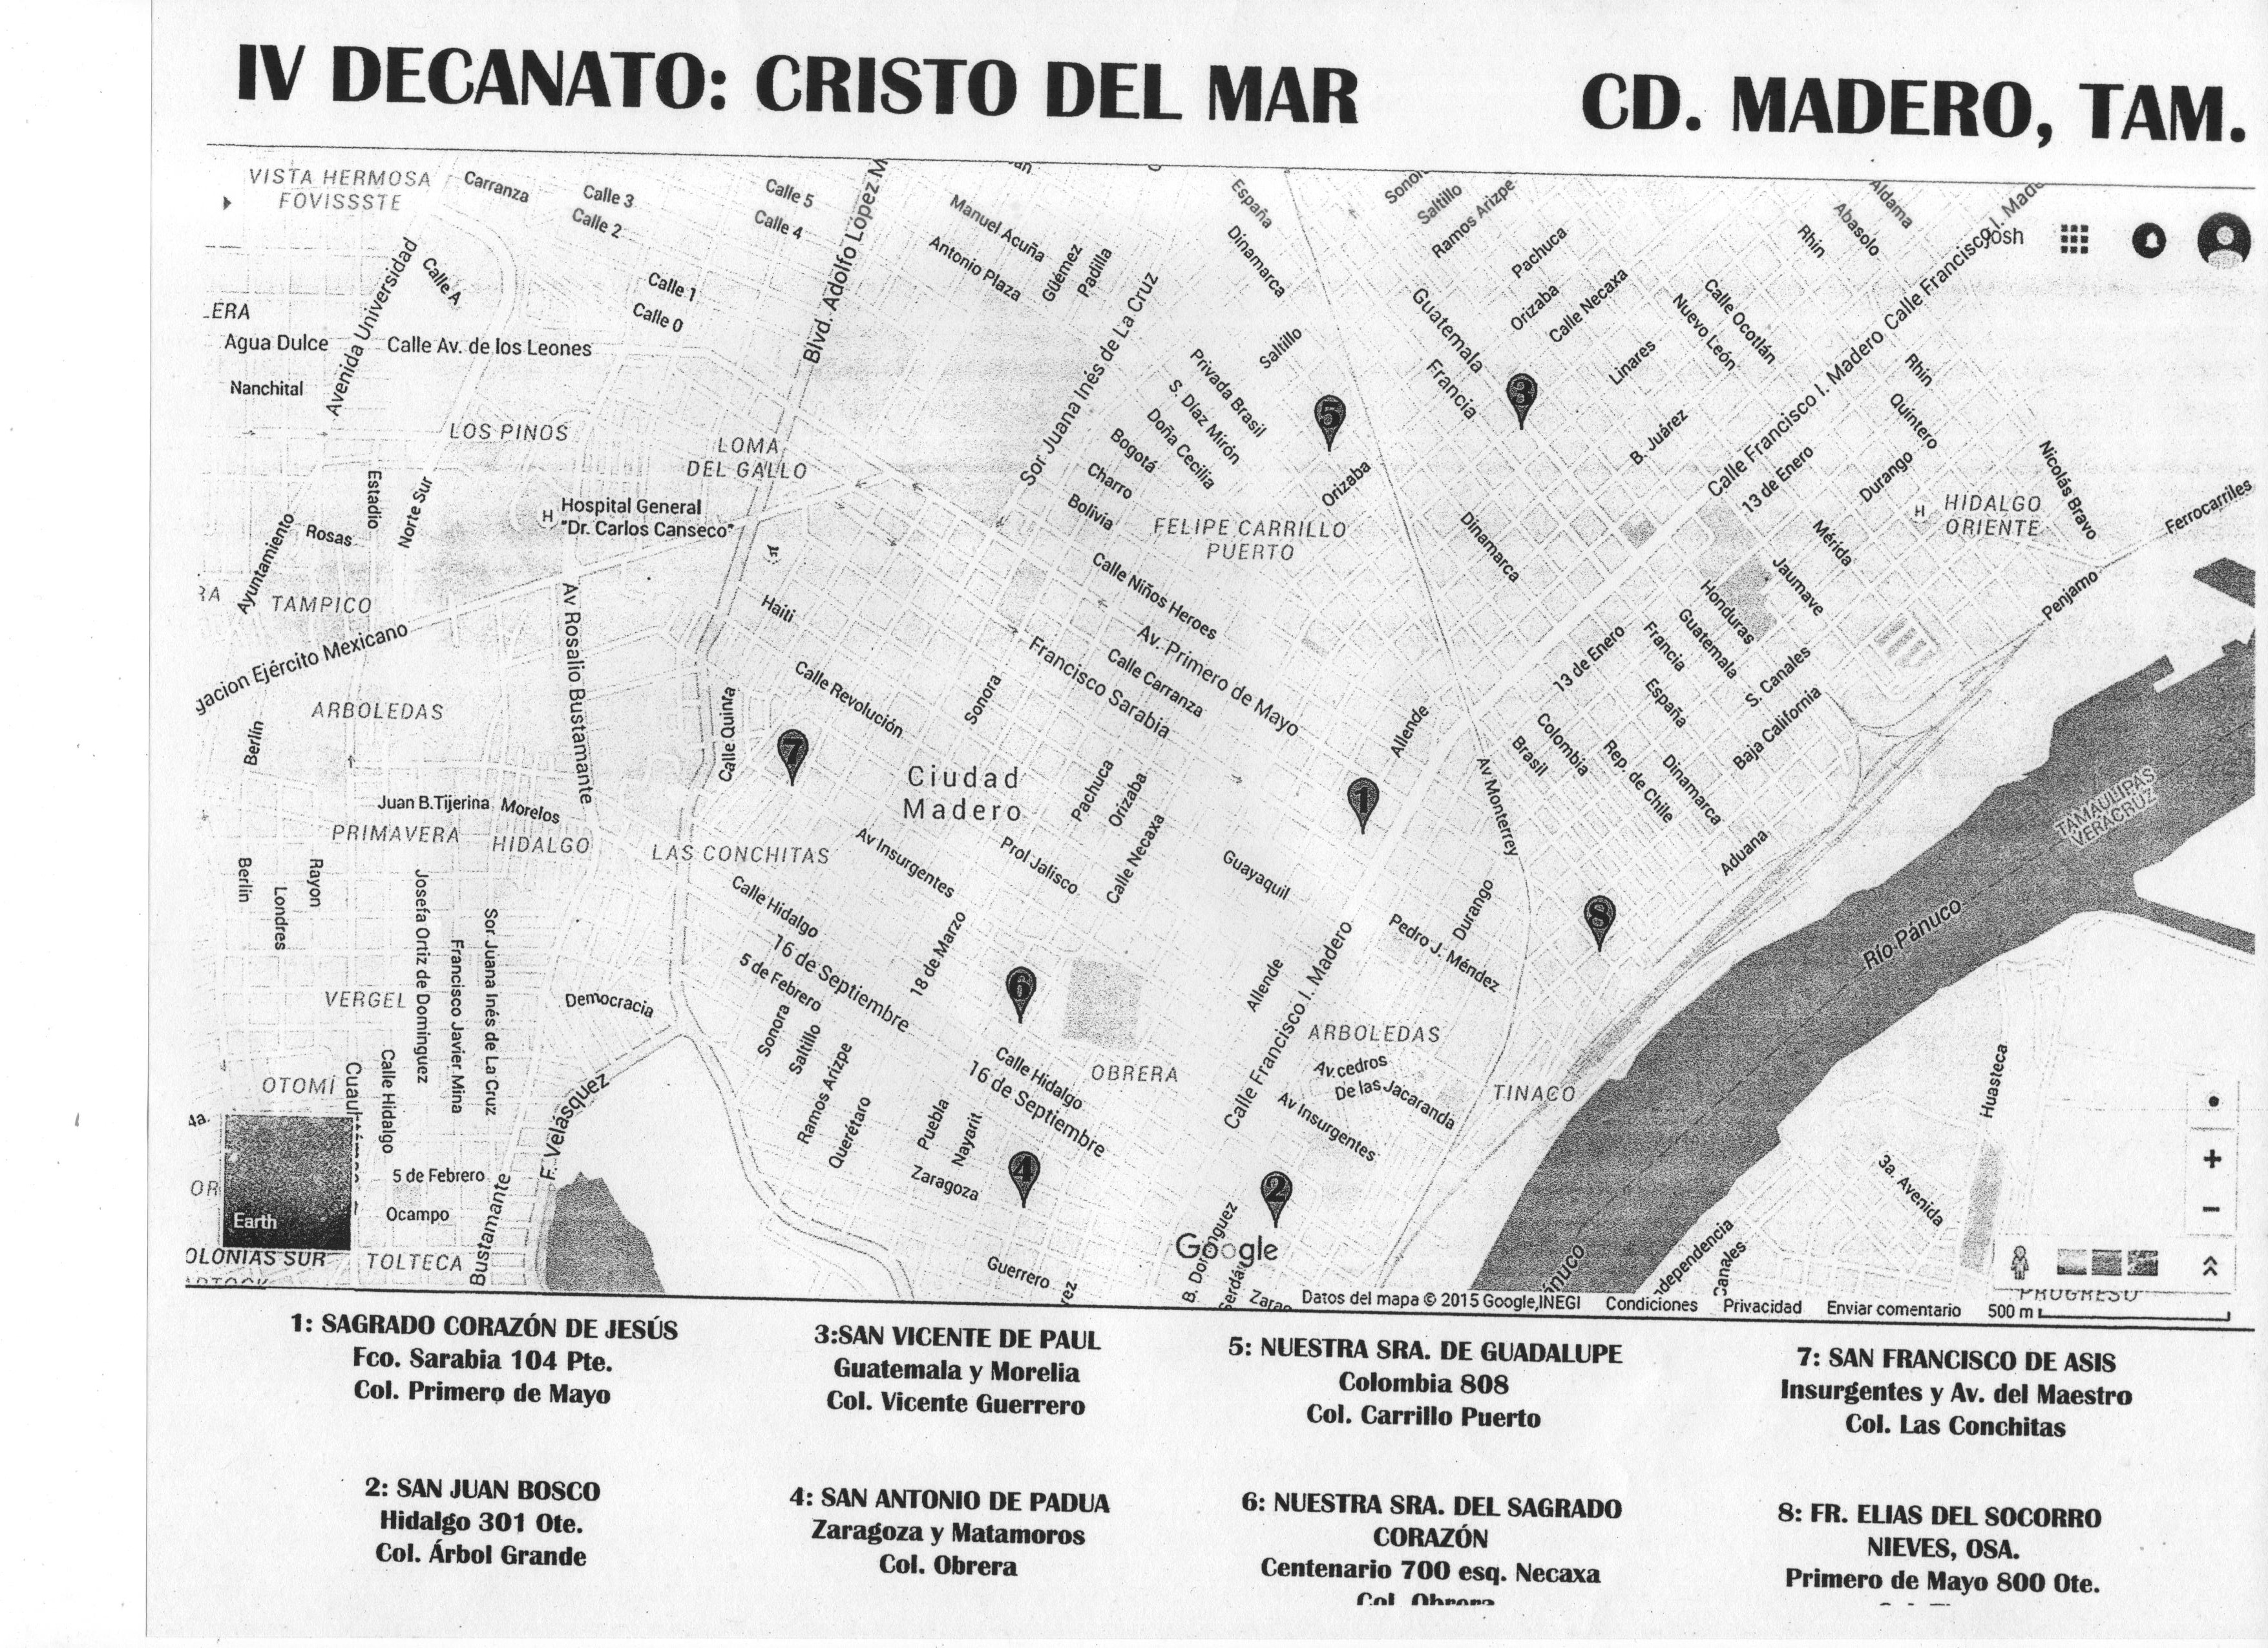 IV DECANATO: CRISTO DEL MAR
CD. MADERO, TAM.
VISTA HERMOSA
FOVISSSTE
Carranza
Calle 3
Calle 2
Calle 5
Calle 4
Blvd. Adolfo López M
Manuel Acuña
Antonio Plaza
Güémez
Padilla
España
Dinamarca
Saltillo
Ramos Arizpe
Pachuca
Aldama
Abasolo
Rhin
Josh
Avenida Universidad
Calle A
Calle 1
Calle 0
Agua Dulce
Calle Av. de los Leones
Nanchital
Sor Juana Inés de La Cruz
Privada Brasil
S. Díaz Mirón
Doña Cecilia
Saltillo
Bogotá
Charro
Bolivia
Orizaba
Guatemala
Francia
Orizaba
Calle Necaxa
Linares
Nuevo León
Calle Ocotlán
B. Juárez
Calle Francisco I. Madero
Calle Francisco I. Made
Rhin
Quintero
Durango
13 de Enero
Mérida
Nicolás Bravo
Ferrocarriles
LOS PINOS
LOMA
DEL GALLO
5
3
Estadio
Norte Sur
Rosas
Ayuntamiento
H
Hospital General
"Dr. Carlos Canseco"
FELIPE CARRILLO
PUERTO
Dinamarca
H
HIDALGO
ORIENTE
TAMPICO
gacion Ejército Mexicano
Av Rosalio Bustamante
Haiti
Calle Niños Heroes
Av. Primero de Mayo
Calle Carranza
Francisco Sarabia
Jaumave
Honduras
Guatemala
Francia
España
13 de Enero
S. Canales
Baja California
Penjamo
ARBOLEDAS
Berlín
Calle Quinta
Calle Revolución
Sonora
7
Ciudad
Madero
Pachuca
Orizaba
Calle Necaxa
Allende
1
Av Monterrey
Colombia
Brasil
Rep. de Chile
Dinamarca
Aduana
TAMAULIPAS
VERACRUZ
Juan B.Tijerina
Morelos
PRIMAVERA
HIDALGO
LAS CONCHITAS
Av Insurgentes
Prol Jalisco
Guayaquil
Berlín
Londres
Rayon
Josefa Ortiz de Dominguez
Francisco Javier Mina
Sor Juana Inés de La Cruz
Calle Hidalgo
16 de Septiembre
5 de Febrero
18 de Marzo
6
Pedro J. Méndez
Durango
8
Río Pánuco
VERGEL
Democracia
Sonora
Saltillo
Ramos Arizpe
Querétaro
Allende
Calle Francisco I. Madero
ARBOLEDAS
Av.cedros
De las Jacaranda
Av Insurgentes
OBRERA
TINACO
Calle Hidalgo
16 de Septiembre
Huasteca
OTOMÍ
Calle Hidalgo
F. Velásquez
Puebla
Nayarit
Zaragoza
4
2
5 de Febrero
Ocampo
Bustamante
TOLTECA
Earth
OLONIAS SUR
Guerrero
B. Domínguez
Google
3a. Avenida
ndependencia
Canales
PROGRESO
Datos del mapa © 2015 Google,INEGI Condiciones Privacidad Enviar comentario 500 m
1: SAGRADO CORAZÓN DE JESÚS
Fco. Sarabia 104 Pte.
Col. Primero de Mayo
3:SAN VICENTE DE PAUL
Guatemala y Morelia
Col. Vicente Guerrero
5: NUESTRA SRA. DE GUADALUPE
Colombia 808
Col. Carrillo Puerto
7: SAN FRANCISCO DE ASIS
Insurgentes y Av. del Maestro
Col. Las Conchitas
2: SAN JUAN BOSCO
Hidalgo 301 Ote.
Col. Árbol Grande
4: SAN ANTONIO DE PADUA
Zaragoza y Matamoros
Col. Obrera
6: NUESTRA SRA. DEL SAGRADO
CORAZÓN
Centenario 700 esq. Necaxa
Col. Obrera
8: FR. ELIAS DEL SOCORRO
NIEVES, OSA.
Primero de Mayo 800 Ote.